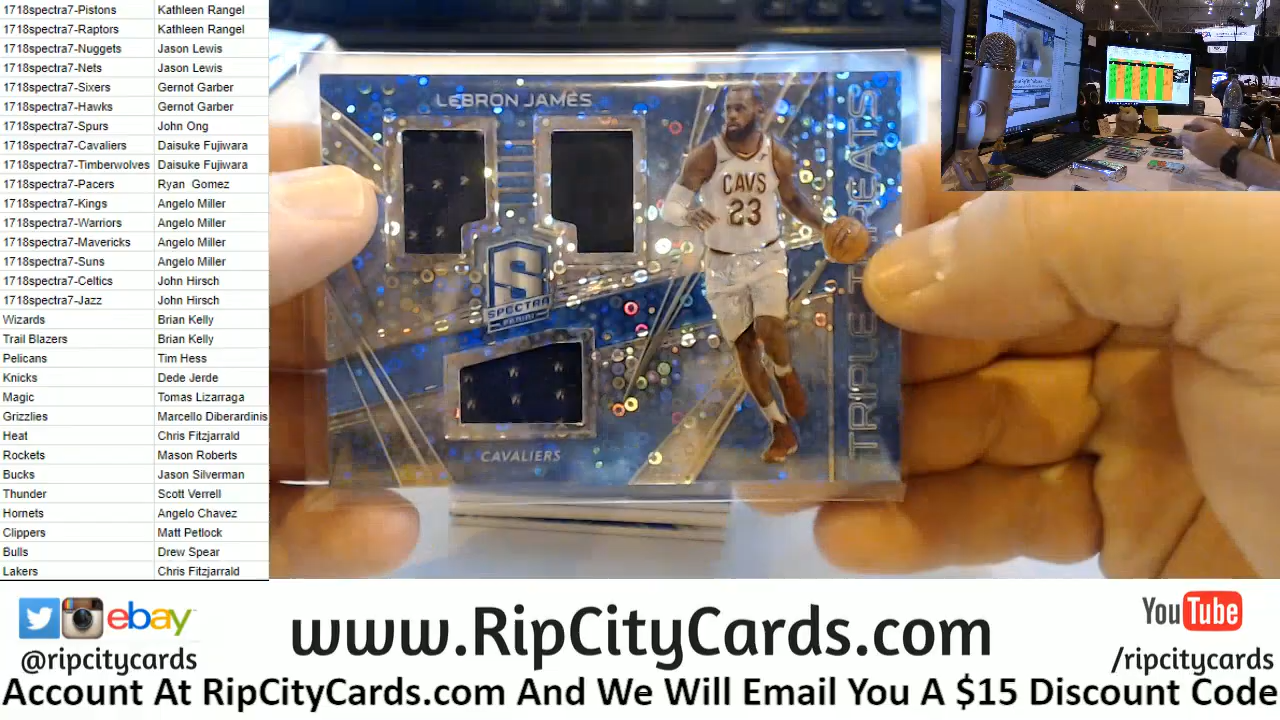 1718spectra7-Pistons Kathleen Rangel
1718spectra7-Raptors Kathleen Rangel
1718spectra7-Nuggets Jason Lewis
1718spectra7-Nets Jason Lewis
1718spectra7-Sixers Gernot Garber
1718spectra7-Hawks Gernot Garber
1718spectra7-Spurs John Ong
1718spectra7-Cavaliers Daisuke Fujiwara
1718spectra7-Timberwolves Daisuke Fujiwara
1718spectra7-Pacers Ryan Gomez
1718spectra7-Kings Angelo Miller
1718spectra7-Warriors Angelo Miller
1718spectra7-Mavericks Angelo Miller
1718spectra7-Suns Angelo Miller
1718spectra7-Celtics John Hirsch
1718spectra7-Jazz John Hirsch
Wizards Brian Kelly
Trail Blazers Brian Kelly
Pelicans Tim Hess
Knicks Dede Jerde
Magic Tomas Lizarraga
Grizzlies Marcello Diberardinis
Heat Chris Fitzjarrald
Rockets Mason Roberts
Bucks Jason Silverman
Thunder Scott Verrell
Hornets Angelo Chavez
Clippers Matt Petlock
Bulls Drew Spear
Lakers Chris Fitzjarrald
LEBRON JAMES
CAVS
23
S
SPECTRA
PANINI
CAVALIERS
TRIPLE
ebay
@ripcitycards
www.RipCityCards.com
YouTube
/ripcitycards
Account At RipCityCards.com And We Will Email You A $15 Discount Code